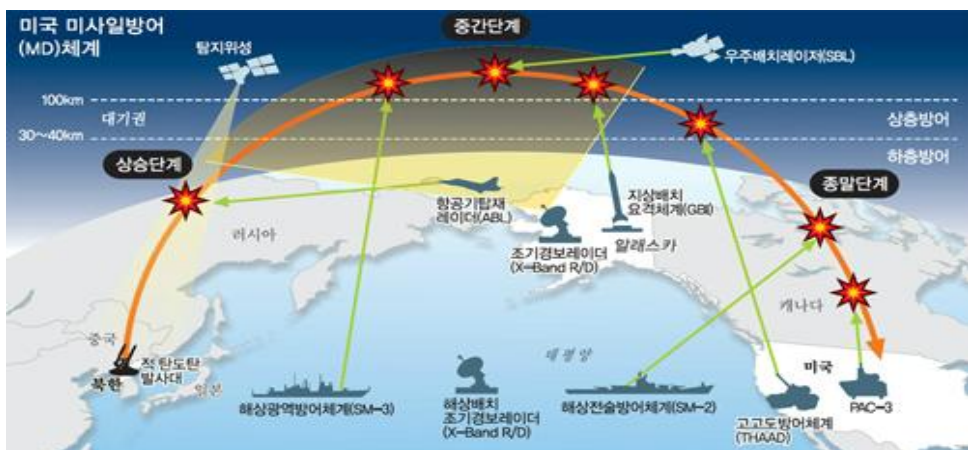 미국 미사일방어
(MD)체계
탐지위성
중간단계
우주배치레이저(SBL)
100km
대기권
30~40km
상층방어
하층방어
상승단계
종말단계
항공기탑재
레이더(ABL)
지상배치
요격체계(GBI)
러시아
조기경보레이더
(X-Band R/D)
알래스카
캐나다
중국
적 탄도탄
발사대
북한
일본
태평양
미국
해상광역방어체계(SM-3)
해상배치
조기경보레이더
(X-Band R/D)
해상전술방어체계(SM-2)
고고도방어체계
(THAAD)
PAC-3